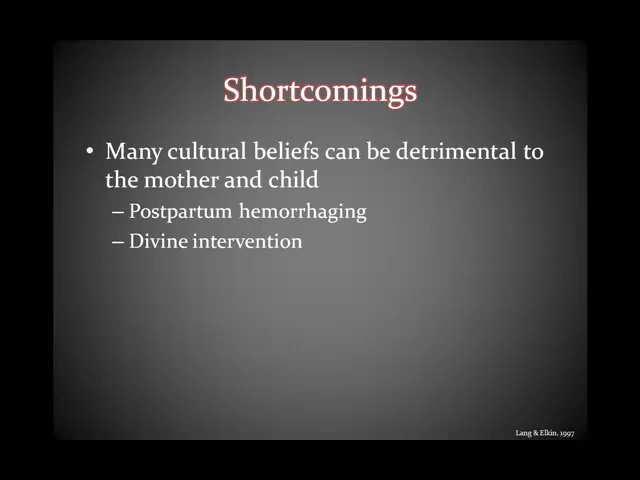 Shortcomings
• Many cultural beliefs can be detrimental to
the mother and child
– Postpartum hemorrhaging
– Divine intervention
Lang & Elkin, 1997